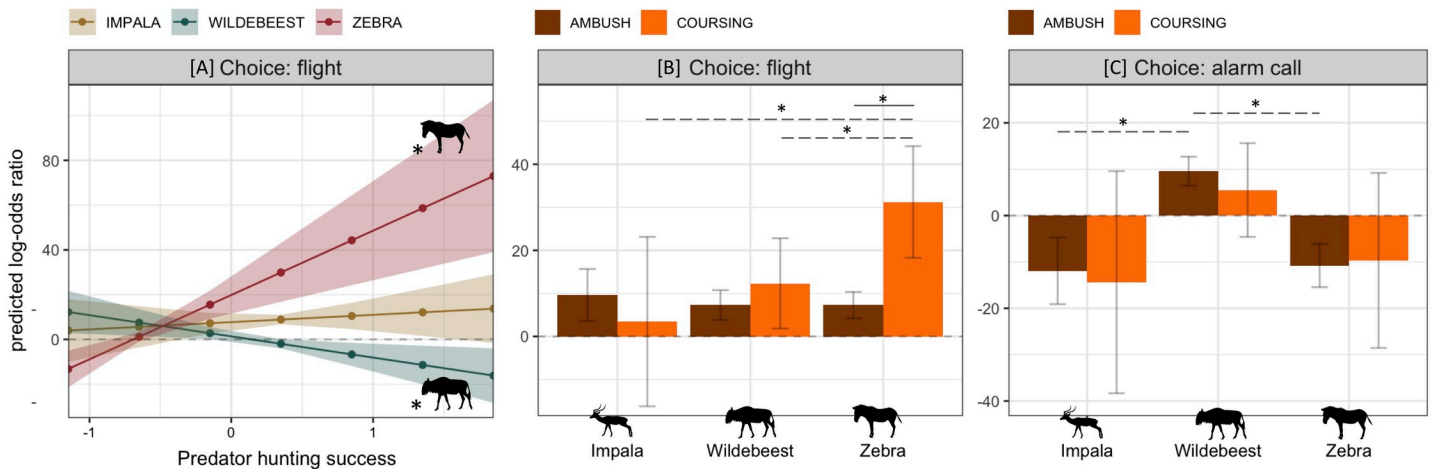 IMPALA WILDEBEEST ZEBRA
[A] Choice: flight
predicted log-odds ratio
80
40
-
0
-
*
*
-1 0 1
Predator hunting success
AMBUSH COURSING
[B] Choice: flight
40
20
0
*
*
*
Impala Wildebeest Zebra
AMBUSH COURSING
[C] Choice: alarm call
20
0
-20
-40
*
*
Impala Wildebeest Zebra